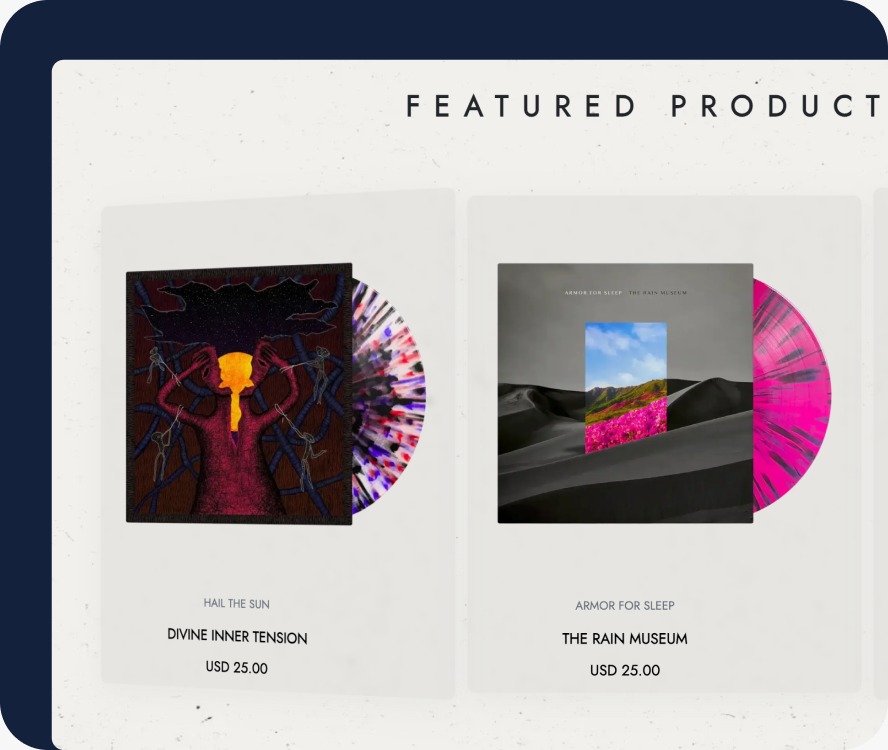 FEATURED PRODUCT
ARMOR FOR SLEEP THE RAIN MUSEUM
HAIL THE SUN
DIVINE INNER TENSION
USD 25.00
ARMOR FOR SLEEP
THE RAIN MUSEUM
USD 25.00